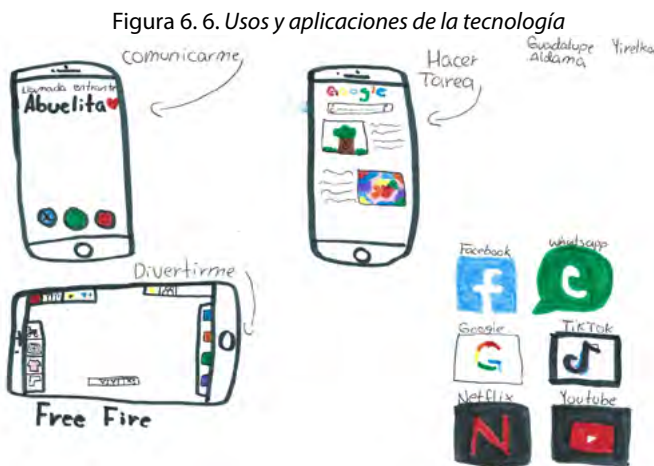 Figura 6. 6. Usos y aplicaciones de la tecnología
comunicarme
Llamada entrante
Abuelita
Hacer
Tarea
Google
Guadalupe Yirelka
Aldama
Divertirme
Free Fire
Facebook
whatsapp
Google
TikTok
Netflix
N
Youtube